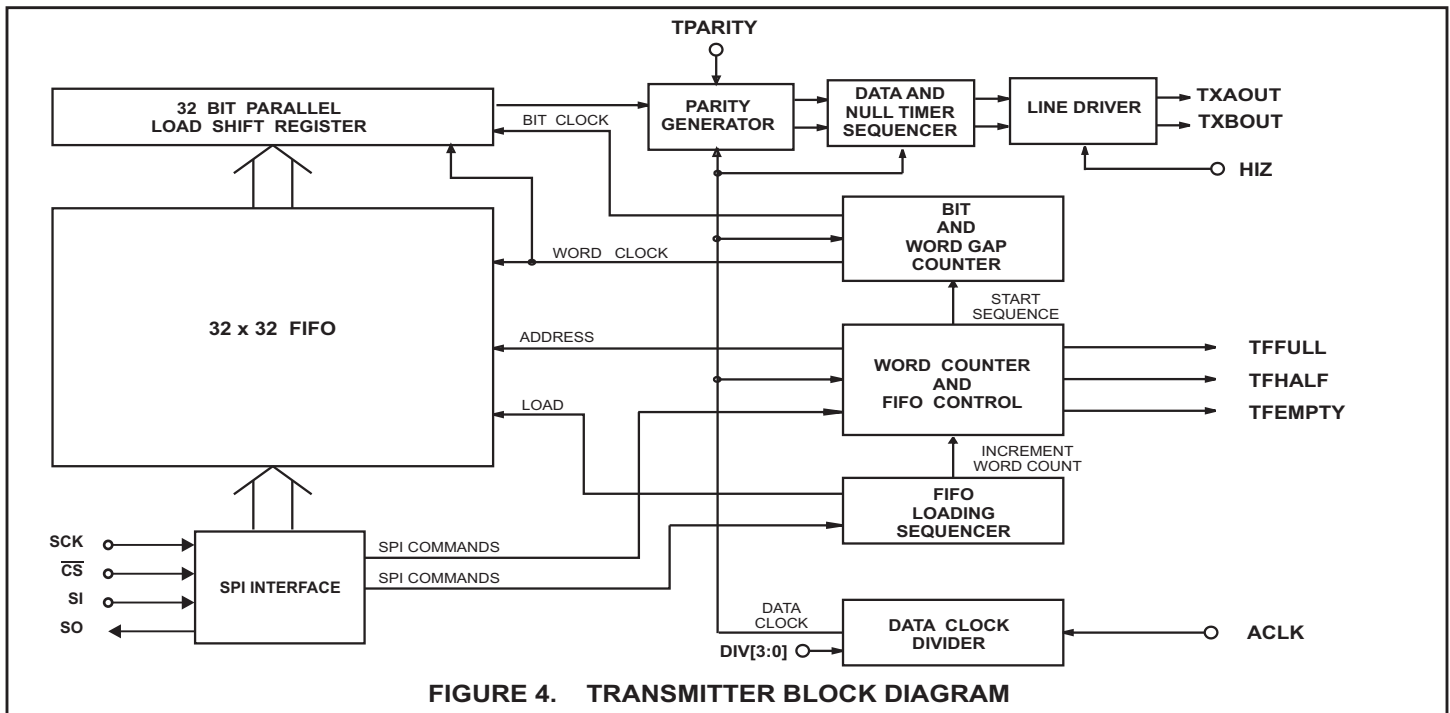 TPARITY
32 BIT PARALLEL
LOAD SHIFT REGISTER
BIT CLOCK
PARITY
GENERATOR
DATA AND
NULL TIMER
SEQUENCER
LINE DRIVER
TXAOUT
TXBOUT
HIZ
BIT
AND
WORD GAP
COUNTER
WORD CLOCK
START
SEQUENCE
32 x 32 FIFO
ADDRESS
WORD COUNTER
AND
FIFO CONTROL
TFFULL
TFHALF
TFEMPTY
LOAD
INCREMENT
WORD COUNT
FIFO
LOADING
SEQUENCER
SCK
C̅S̅
SI
SO
SPI INTERFACE
SPI COMMANDS
SPI COMMANDS
DATA
CLOCK
DIV[3:0]
DATA CLOCK
DIVIDER
ACLK
FIGURE 4. TRANSMITTER BLOCK DIAGRAM